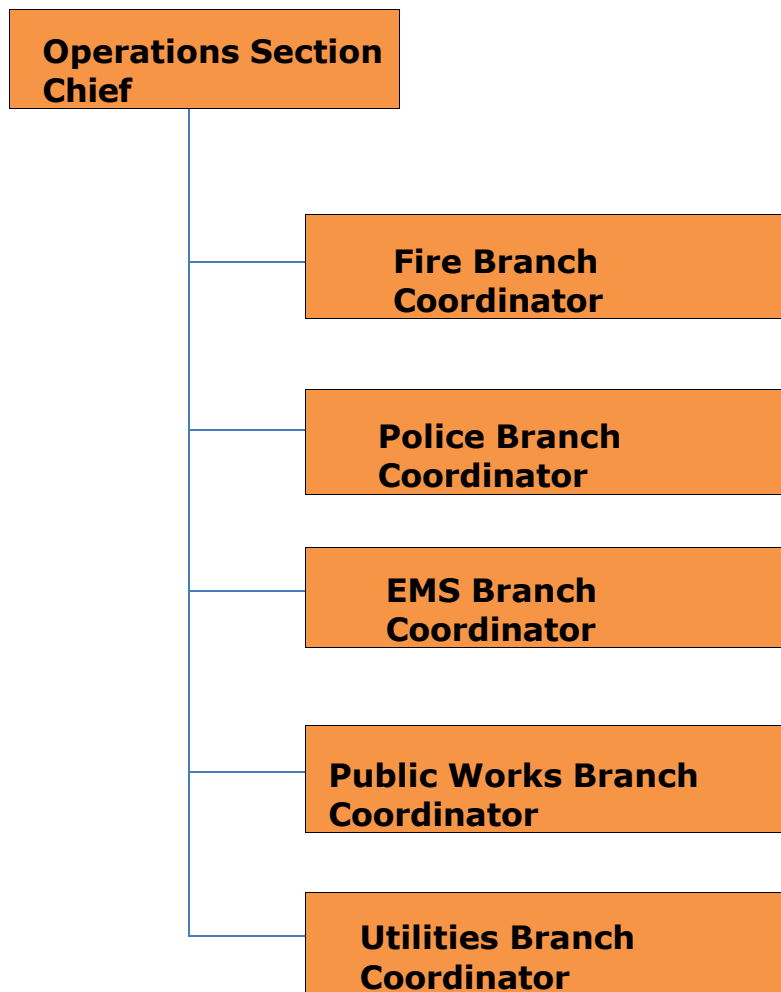 Operations Section
Chief
Fire Branch
Coordinator
Police Branch
Coordinator
EMS Branch
Coordinator
Public Works Branch
Coordinator
Utilities Branch
Coordinator